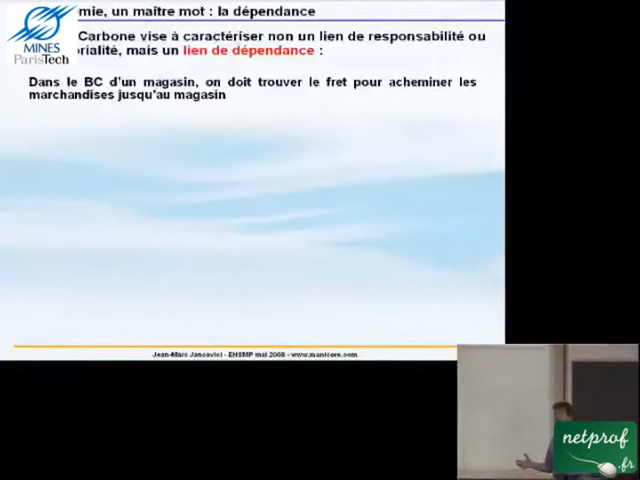 mie, un maître mot : la dépendance
Carbone vise à caractériser non un lien de responsabilité ou
rialité, mais un lien de dépendance :
Dans le BC d'un magasin, on doit trouver le fret pour acheminer les
marchandises jusqu'au magasin
MINES
ParisTech
Jean-Marc Jancovici - ENSMP mai 2008 - www.manicore.com
netprof
.fr